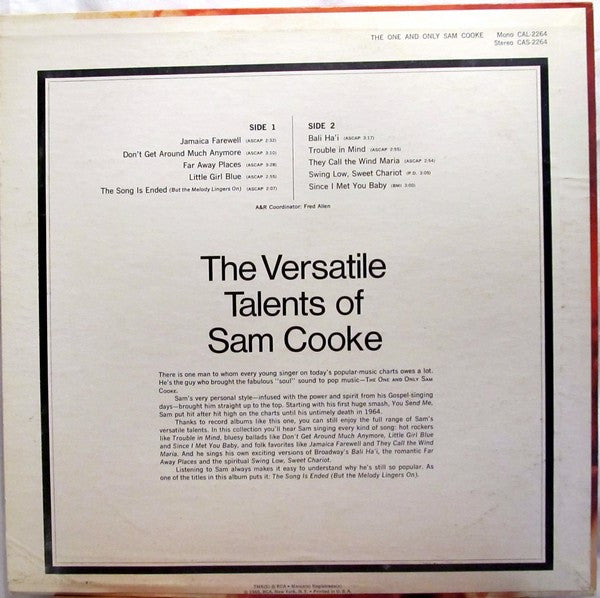 THE ONE AND ONLY SAM COOKE Mono CAL-2264
Stereo CAS-2264
SIDE 1
Jamaica Farewell (ASCAP 2:32)
Don't Get Around Much Anymore (ASCAP 3:10)
Far Away Places (ASCAP 3:28)
Little Girl Blue (ASCAP 2:55)
The Song Is Ended (But the Melody Lingers On) (ASCAP 2:07)
SIDE 2
Bali Ha'i (ASCAP 3:17)
Trouble in Mind (ASCAP 2:55)
They Call the Wind Maria (ASCAP 2:54)
Swing Low, Sweet Chariot (P.D. 3:05)
Since I Met You Baby (BMI 3:00)
A&R Coordinator: Fred Allen
The Versatile
Talents of
Sam Cooke
There is one man to whom every young singer on today's popular-music charts owes a lot.
He's the guy who brought the fabulous "soul" sound to pop music—THE ONE AND ONLY SAM
COOKE.
Sam's very personal style—infused with the power and spirit from his Gospel-singing
days—brought him straight up to the top. Starting with his first huge smash, You Send Me,
Sam put hit after hit high on the charts until his untimely death in 1964.
Thanks to record albums like this one, you can still enjoy the full range of Sam's
versatile talents. In this collection you'll hear Sam singing every kind of song: hot rockers
like Trouble in Mind, bluesy ballads like Don't Get Around Much Anymore, Little Girl Blue
and Since I Met You Baby, and folk favorites like Jamaica Farewell and They Call the Wind
Maria. And he sings his own exciting versions of Broadway's Bali Ha'i, the romantic Far
Away Places and the spiritual Swing Low, Sweet Chariot.
Listening to Sam always makes it easy to understand why he's still so popular. As
one of the titles in this album puts it: The Song Is Ended (But the Melody Lingers On).
TMK(S) ® RCA • Marca(s) Registrada(s)
RCA, New York, N.Y. • Printed in U.S.A.